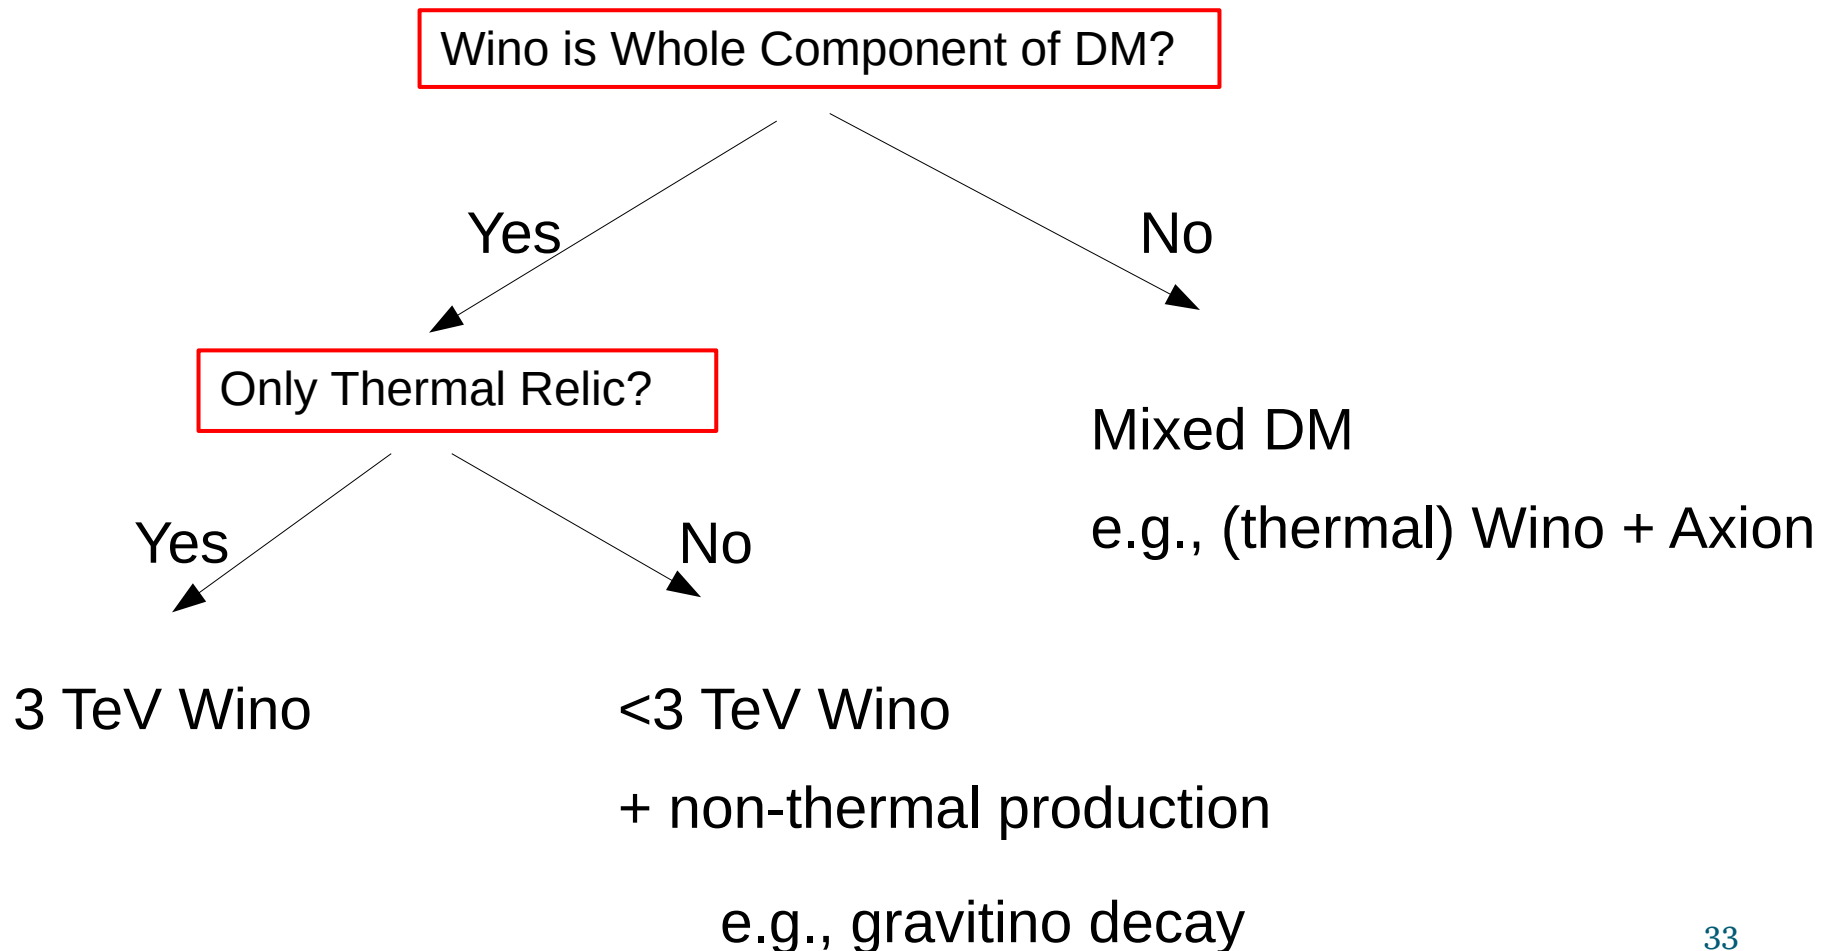 Wino is Whole Component of DM?
Yes
No
Only Thermal Relic?
Mixed DM
e.g., (thermal) Wino + Axion
Yes
No
3 TeV Wino
<3 TeV Wino
+ non-thermal production
e.g., gravitino decay
33